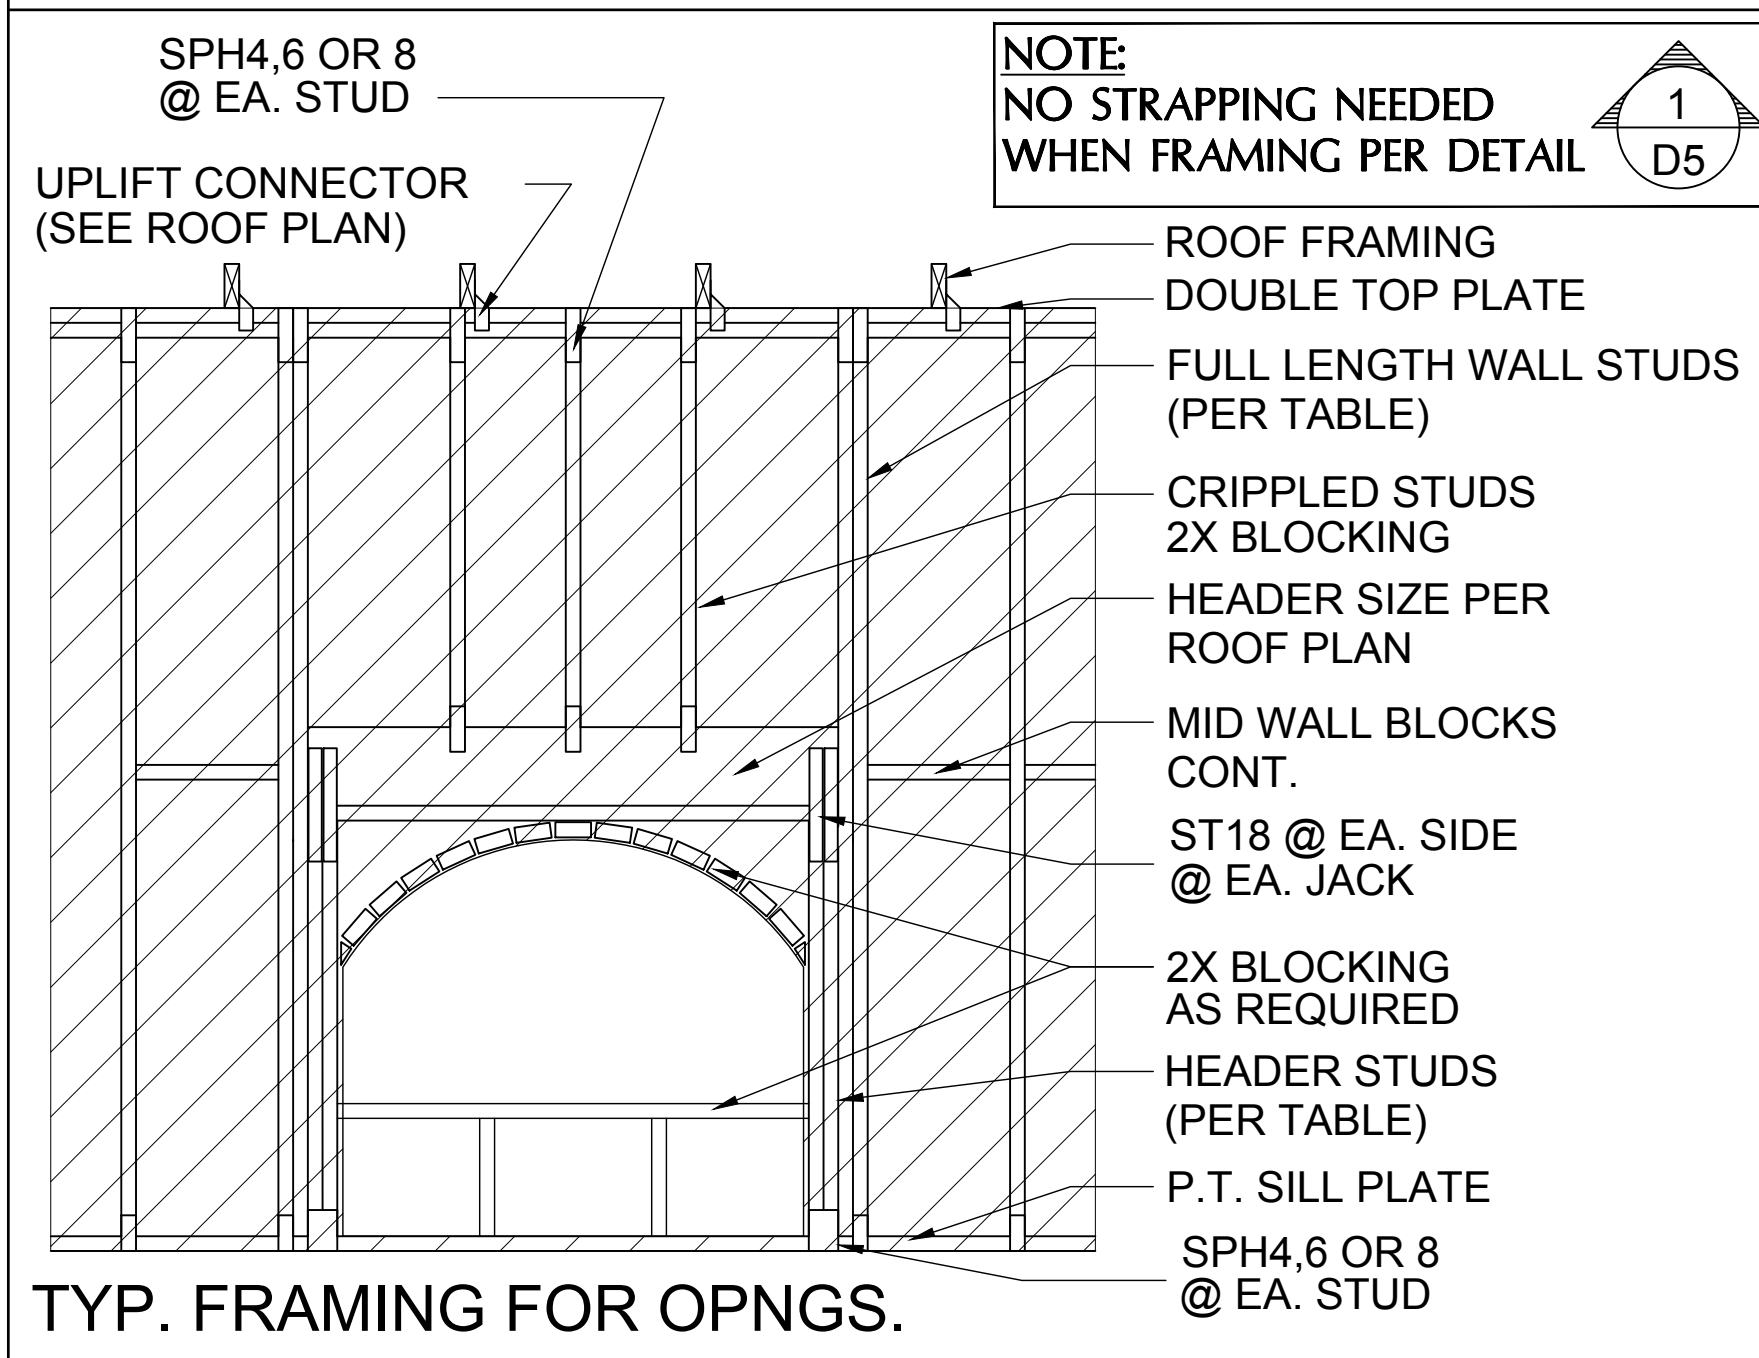 SPH4,6 OR 8
@ EA. STUD
UPLIFT CONNECTOR
(SEE ROOF PLAN)
NOTE:
NO STRAPPING NEEDED
WHEN FRAMING PER DETAIL
1
D5
ROOF FRAMING
DOUBLE TOP PLATE
FULL LENGTH WALL STUDS
(PER TABLE)
CRIPPLED STUDS
2X BLOCKING
HEADER SIZE PER
ROOF PLAN
MID WALL BLOCKS
CONT.
ST18 @ EA. SIDE
@ EA. JACK
2X BLOCKING
AS REQUIRED
HEADER STUDS
(PER TABLE)
P.T. SILL PLATE
SPH4,6 OR 8
@ EA. STUD
TYP. FRAMING FOR OPNGS.